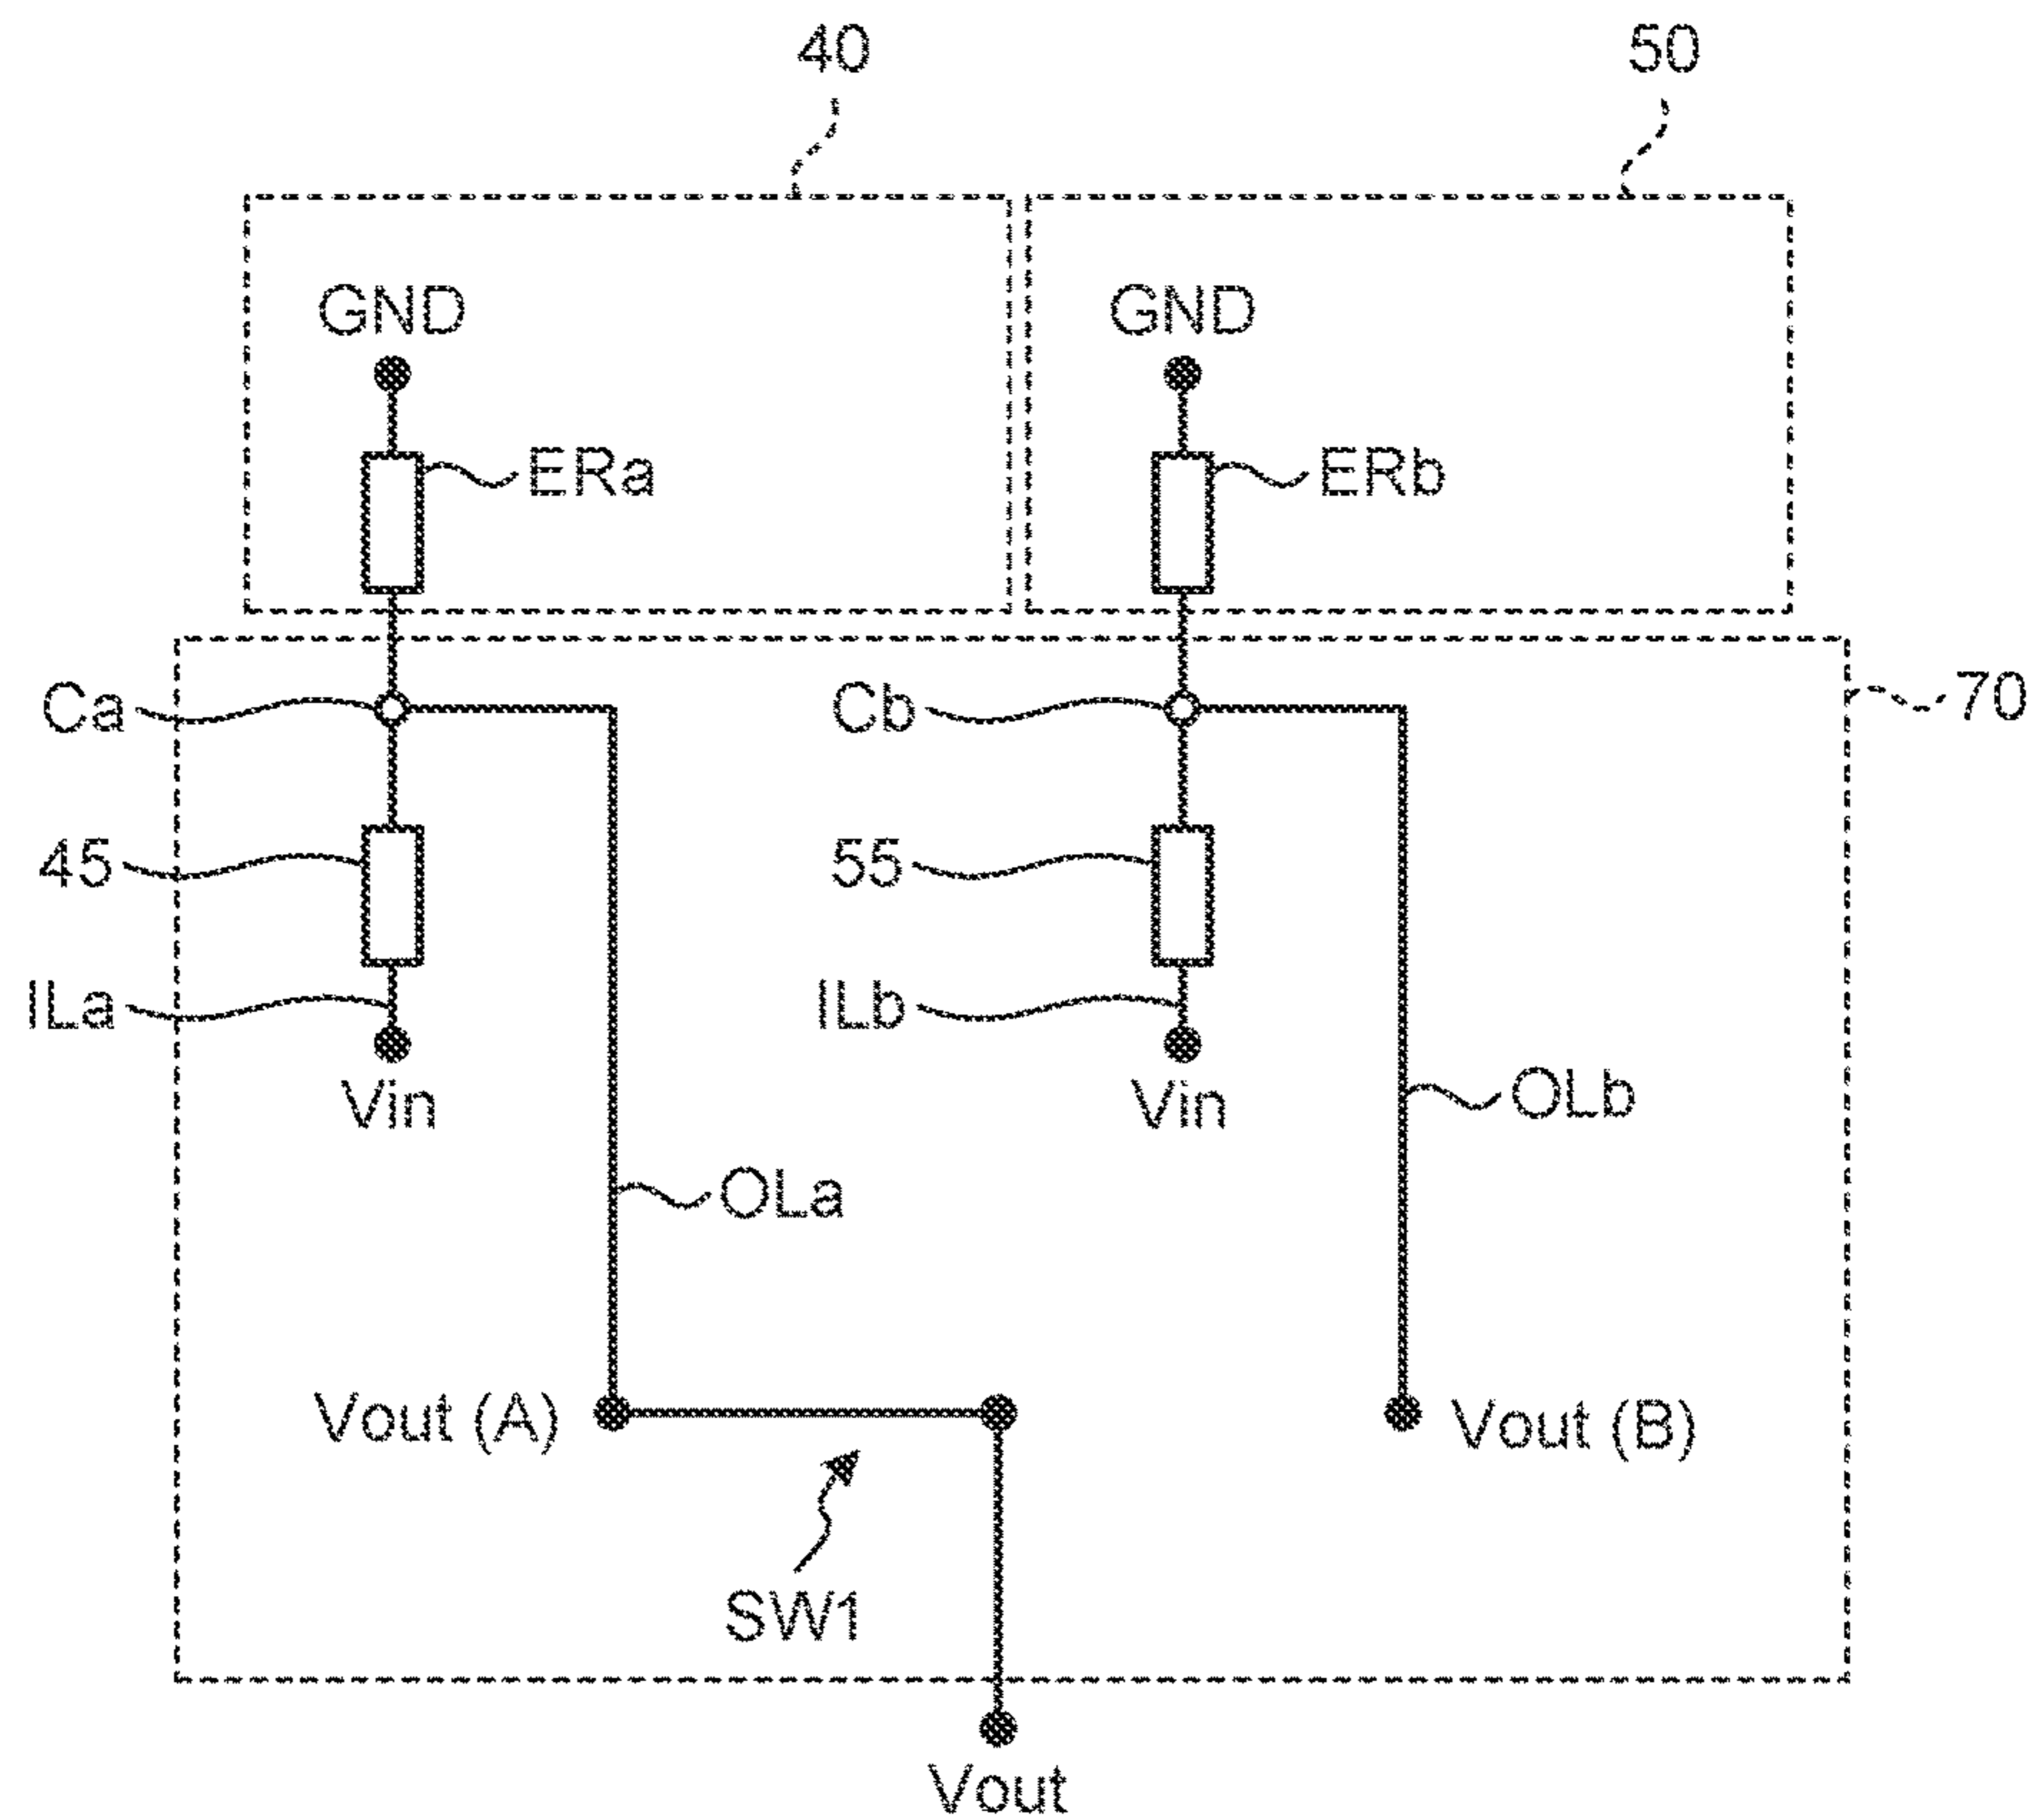 40
50
GND
GND
ERa
ERb
Ca
Cb
70
45
55
ILa
ILb
Vin
Vin
OLb
OLa
Vout (A)
Vout (B)
SW1
Vout